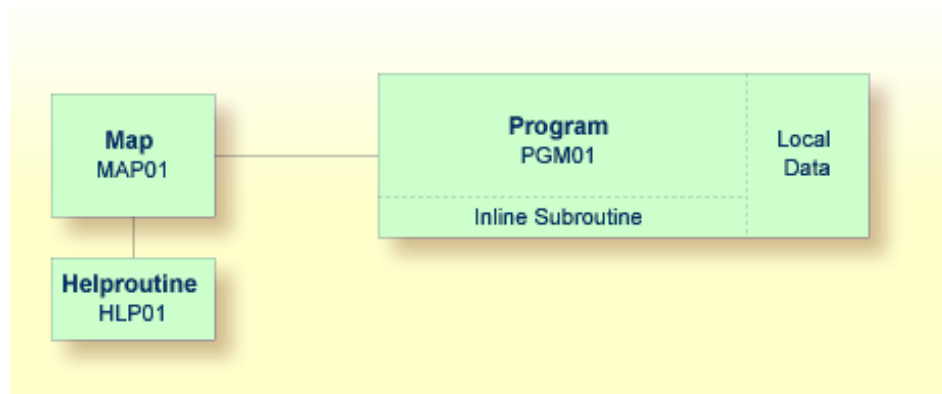 Map
MAP01
Helproutine
HLP01
Program
PGM01
Inline Subroutine
Local
Data